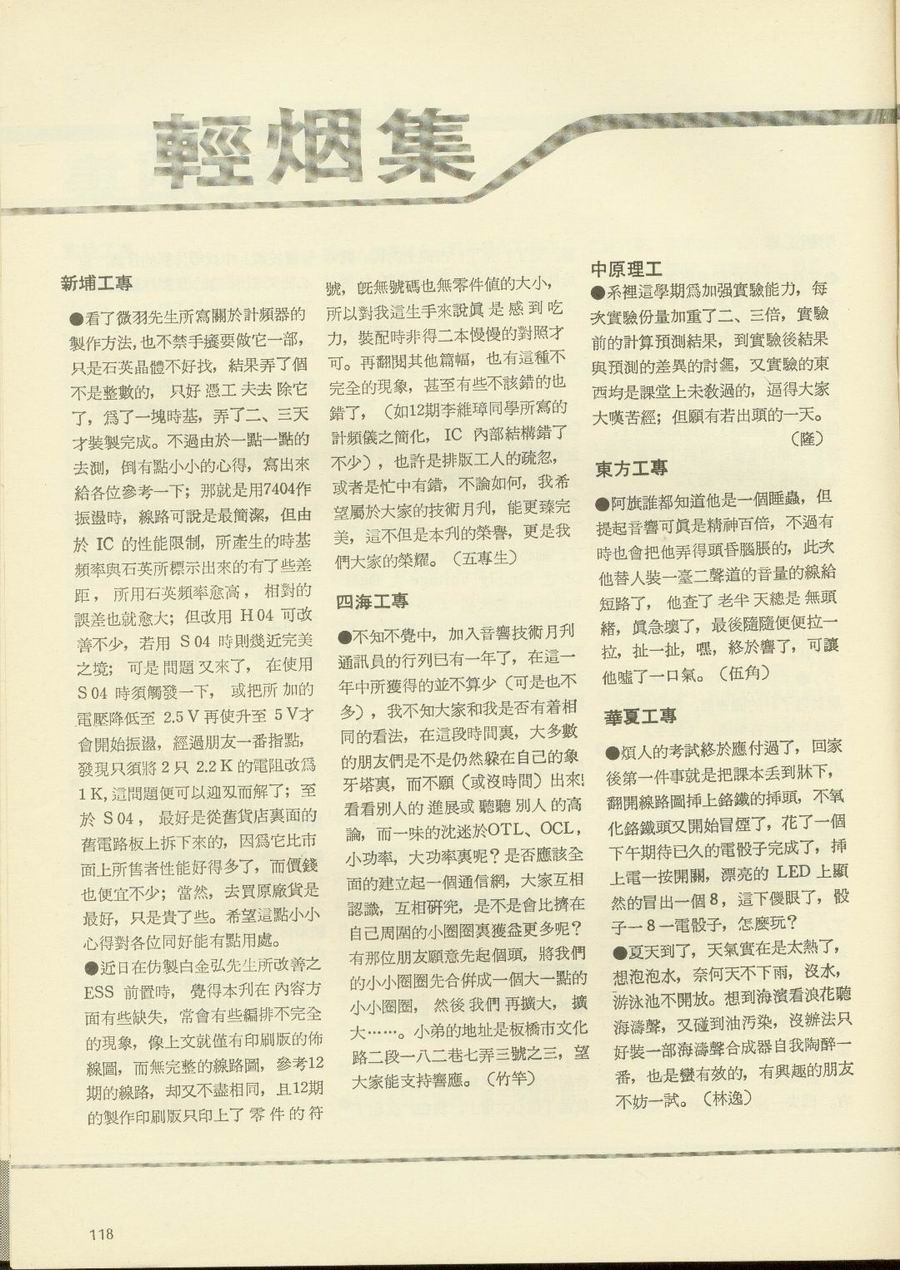 輕烟集
新埔工專
●看了微羽先生所寫關於計頻器的
製作方法,也不禁手癢要做它一部,
只是石英晶體不好找，結果弄了個
不是整數的，只好憑工夫去除它
了，爲了一塊時基，弄了二、三天
才裝製完成。不過由於一點一點的
去測，倒有點小小的心得，寫出來
給各位參考一下；那就是用7404作
振盪時，線路可說是最簡潔，但由
於 IC 的性能限制，所產生的時基
頻率與石英所標示出來的有了些差
距，所用石英頻率愈高，相對的
誤差也就愈大；但改用 H04 可改
善不少，若用 S04 時則幾近完美
之境；可是問題又來了，在使用
S04 時須觸發一下，或把所加的
電壓降低至 2.5V 再使升至 5V才
會開始振盪，經過朋友一番指點，
發現只須將2只 2.2K 的電阻改爲
1K,這問題便可以迎刄而解了；至
於 S04，最好是從舊貨店裏面的
舊電路板上拆下來的，因爲它比市
面上所售者性能好得多了，而價錢
也便宜不少；當然，去買原廠貨是
最好，只是貴了些。希望這點小小
心得對各位同好能有點用處。
●近日在仿製白金弘先生所改善之
ESS 前置時，覺得本刋在內容方
面有些缺失，常會有些編排不完全
的現象，像上文就僅有印刷版的佈
線圖，而無完整的線路圖，參考12
期的線路，却又不盡相同，且12期
的製作印刷版只印上了零件的符
號，旣無號碼也無零件值的大小，
所以對我這生手來說眞是感到吃
力，裝配時非得二本慢慢的對照才
可。再翻閱其他篇幅，也有這種不
完全的現象，甚至有些不該錯的也
錯了，（如12期李維璋同學所寫的
計頻儀之簡化，IC 內部結構錯了
不少），也許是排版工人的疏忽，
或者是忙中有錯，不論如何，我希
望屬於大家的技術月刋，能更臻完
美，這不但是本刋的榮譽，更是我
們大家的榮耀。（五專生）
四海工專
●不知不覺中，加入音響技術月刋
通訊員的行列已有一年了，在這一
年中所獲得的並不算少（可是也不
多），我不知大家和我是否有着相
同的看法，在這段時間裏，大多數
的朋友們是不是仍然躲在自己的象
牙塔裏，而不願（或沒時間）出來!
看看別人的進展或聽聽別人的高
論，而一味的沈迷於OTL、OCL，
小功率，大功率裏呢？是否應該全
面的建立起一個通信網，大家互相
認識，互相硏究，是不是會比擠在
自己周圍的小圈圈裏獲益更多呢？
有那位朋友願意先起個頭，將我們
的小小圈圈先合倂成一個大一點的
小小圈圈，然後我們再擴大，擴
大……。小弟的地址是板橋市文化
路二段一八二巷七弄三號之三，望
大家能支持響應。（竹竿）
中原理工
●系裡這學期爲加强實驗能力，每
次實驗份量加重了二、三倍，實驗
前的計算預測結果，到實驗後結果
與預測的差異的討論，又實驗的東
西均是課堂上未敎過的，逼得大家
大嘆苦經；但願有若出頭的一天。
（隆）
東方工專
●阿旗誰都知道他是一個睡蟲，但
提起音響可眞是精神百倍，不過有
時也會把他弄得頭昏腦脹的，此次
他替人裝一臺二聲道的音量的線給
短路了，他查了老半天總是無頭
緖，眞急壞了，最後隨隨便便拉一
拉，扯一扯，嘿，終於響了，可讓
他噓了一口氣。（伍角）
華夏工專
●煩人的考試終於應付過了，回家
後第一件事就是把課本丢到牀下，
翻開線路圖揷上鉻鐵的揷頭，不氧
化鉻鐵頭又開始冒煙了，花了一個
下午期待已久的電骰子完成了，揷
上電一按開關，漂亮的 LED 上顯
然的冒出一個8，這下傻眼了，骰
子一8一電骰子，怎麼玩？
●夏天到了，天氣實在是太熱了，
想泡泡水，奈何天不下雨，沒水，
游泳池不開放。想到海濱看浪花聽
海濤聲，又碰到油汚染，沒辦法只
好裝一部海濤聲合成器自我陶醉一
番，也是蠻有效的，有興趣的朋友
不妨一試。（林逸）
118